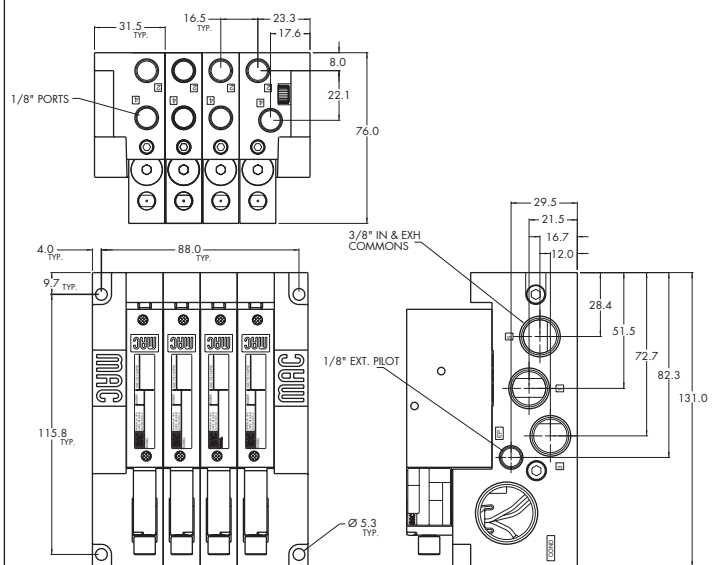 31.5
TYP.
16.5
TYP.
23.3
17.6
8.0
22.1
76.0
1/8" PORTS
4.0
TYP.
88.0
TYP.
9.7
TYP.
115.8
TYP.
MAC
MAC
MAC
MAC
MAC
MAC
Ø 5.3
TYP.
29.5
21.5
16.7
12.0
3/8" IN & EXH
COMMONS
1/8" EXT. PILOT
28.4
51.5
72.7
82.3
131.0
EP
COND